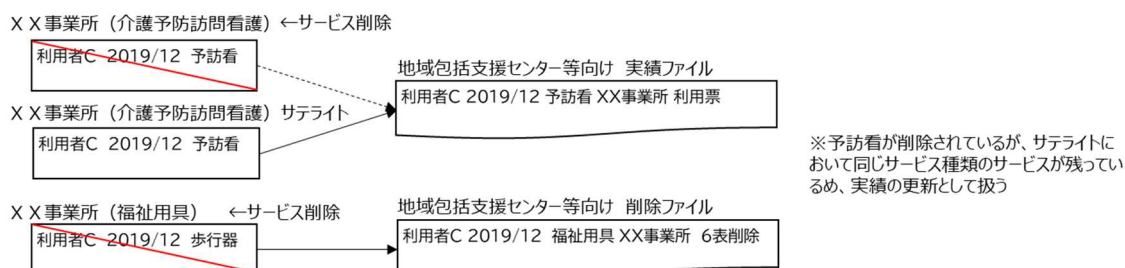 ＸＸ事業所（介護予防訪問看護）←サービス削除
利用者C 2019/12 予訪看
地域包括支援センター等向け 実績ファイル
利用者C 2019/12 予訪看 XX事業所 利用票
ＸＸ事業所（介護予防訪問看護）サテライト
利用者C 2019/12 予訪看
※予訪看が削除されているが、サテライトに
おいて同じサービス種類のサービスが残ってい
るめ、実績の更新として扱う
ＸＸ事業所（福祉用具） ←サービス削除
利用者C 2019/12 歩行器
地域包括支援センター等向け 削除ファイル
利用者C 2019/12 福祉用具 XX事業所 6表削除